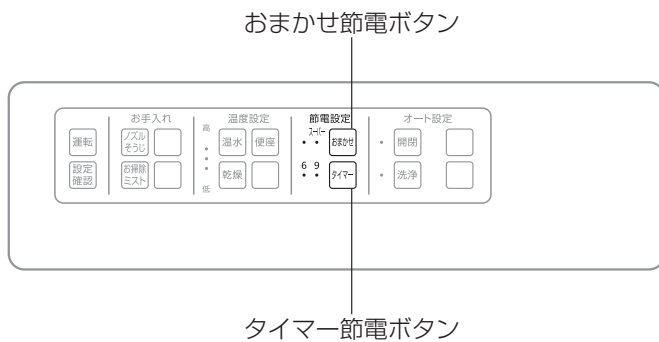 おまかせ節電ボタン
お手入れ 温度設定 節電設定 オート設定
運転 ノズルそうじ 高 温水 便座 スーパー おまかせ 開閉
設定確認 お掃除ミスト 低 乾燥 6 9 タイマー 洗浄
タイマー節電ボタン